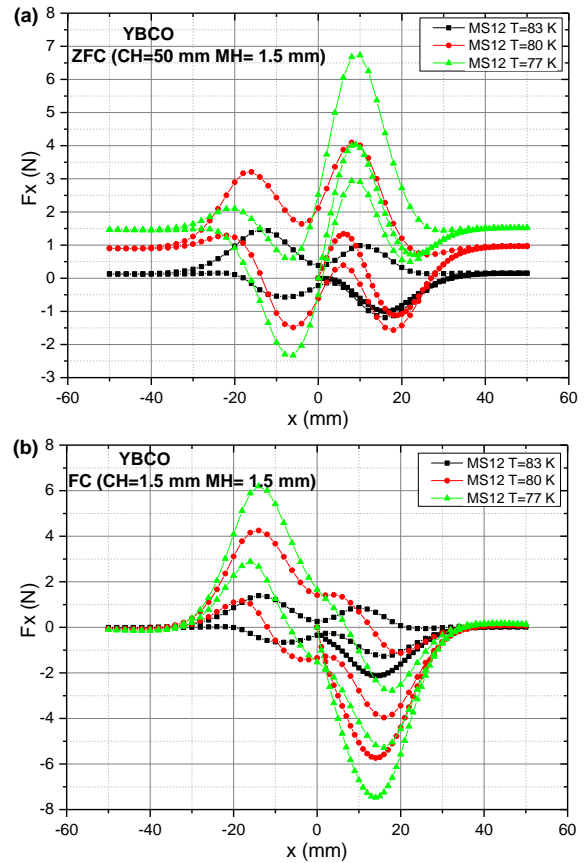 (a)
YBCO
ZFC (CH=50 mm MH= 1.5 mm)
MS12 T=83 K
MS12 T=80 K
MS12 T=77 K
Fx (N)
8
7
6
5
4
3
2
1
0
-1
-2
-3
-60 -40 -20 0 20 40 60
x (mm)
(b)
YBCO
FC (CH=1.5 mm MH= 1.5 mm)
MS12 T=83 K
MS12 T=80 K
MS12 T=77 K
Fx (N)
8
6
4
2
0
-2
-4
-6
-8
-60 -40 -20 0 20 40 60
x (mm)